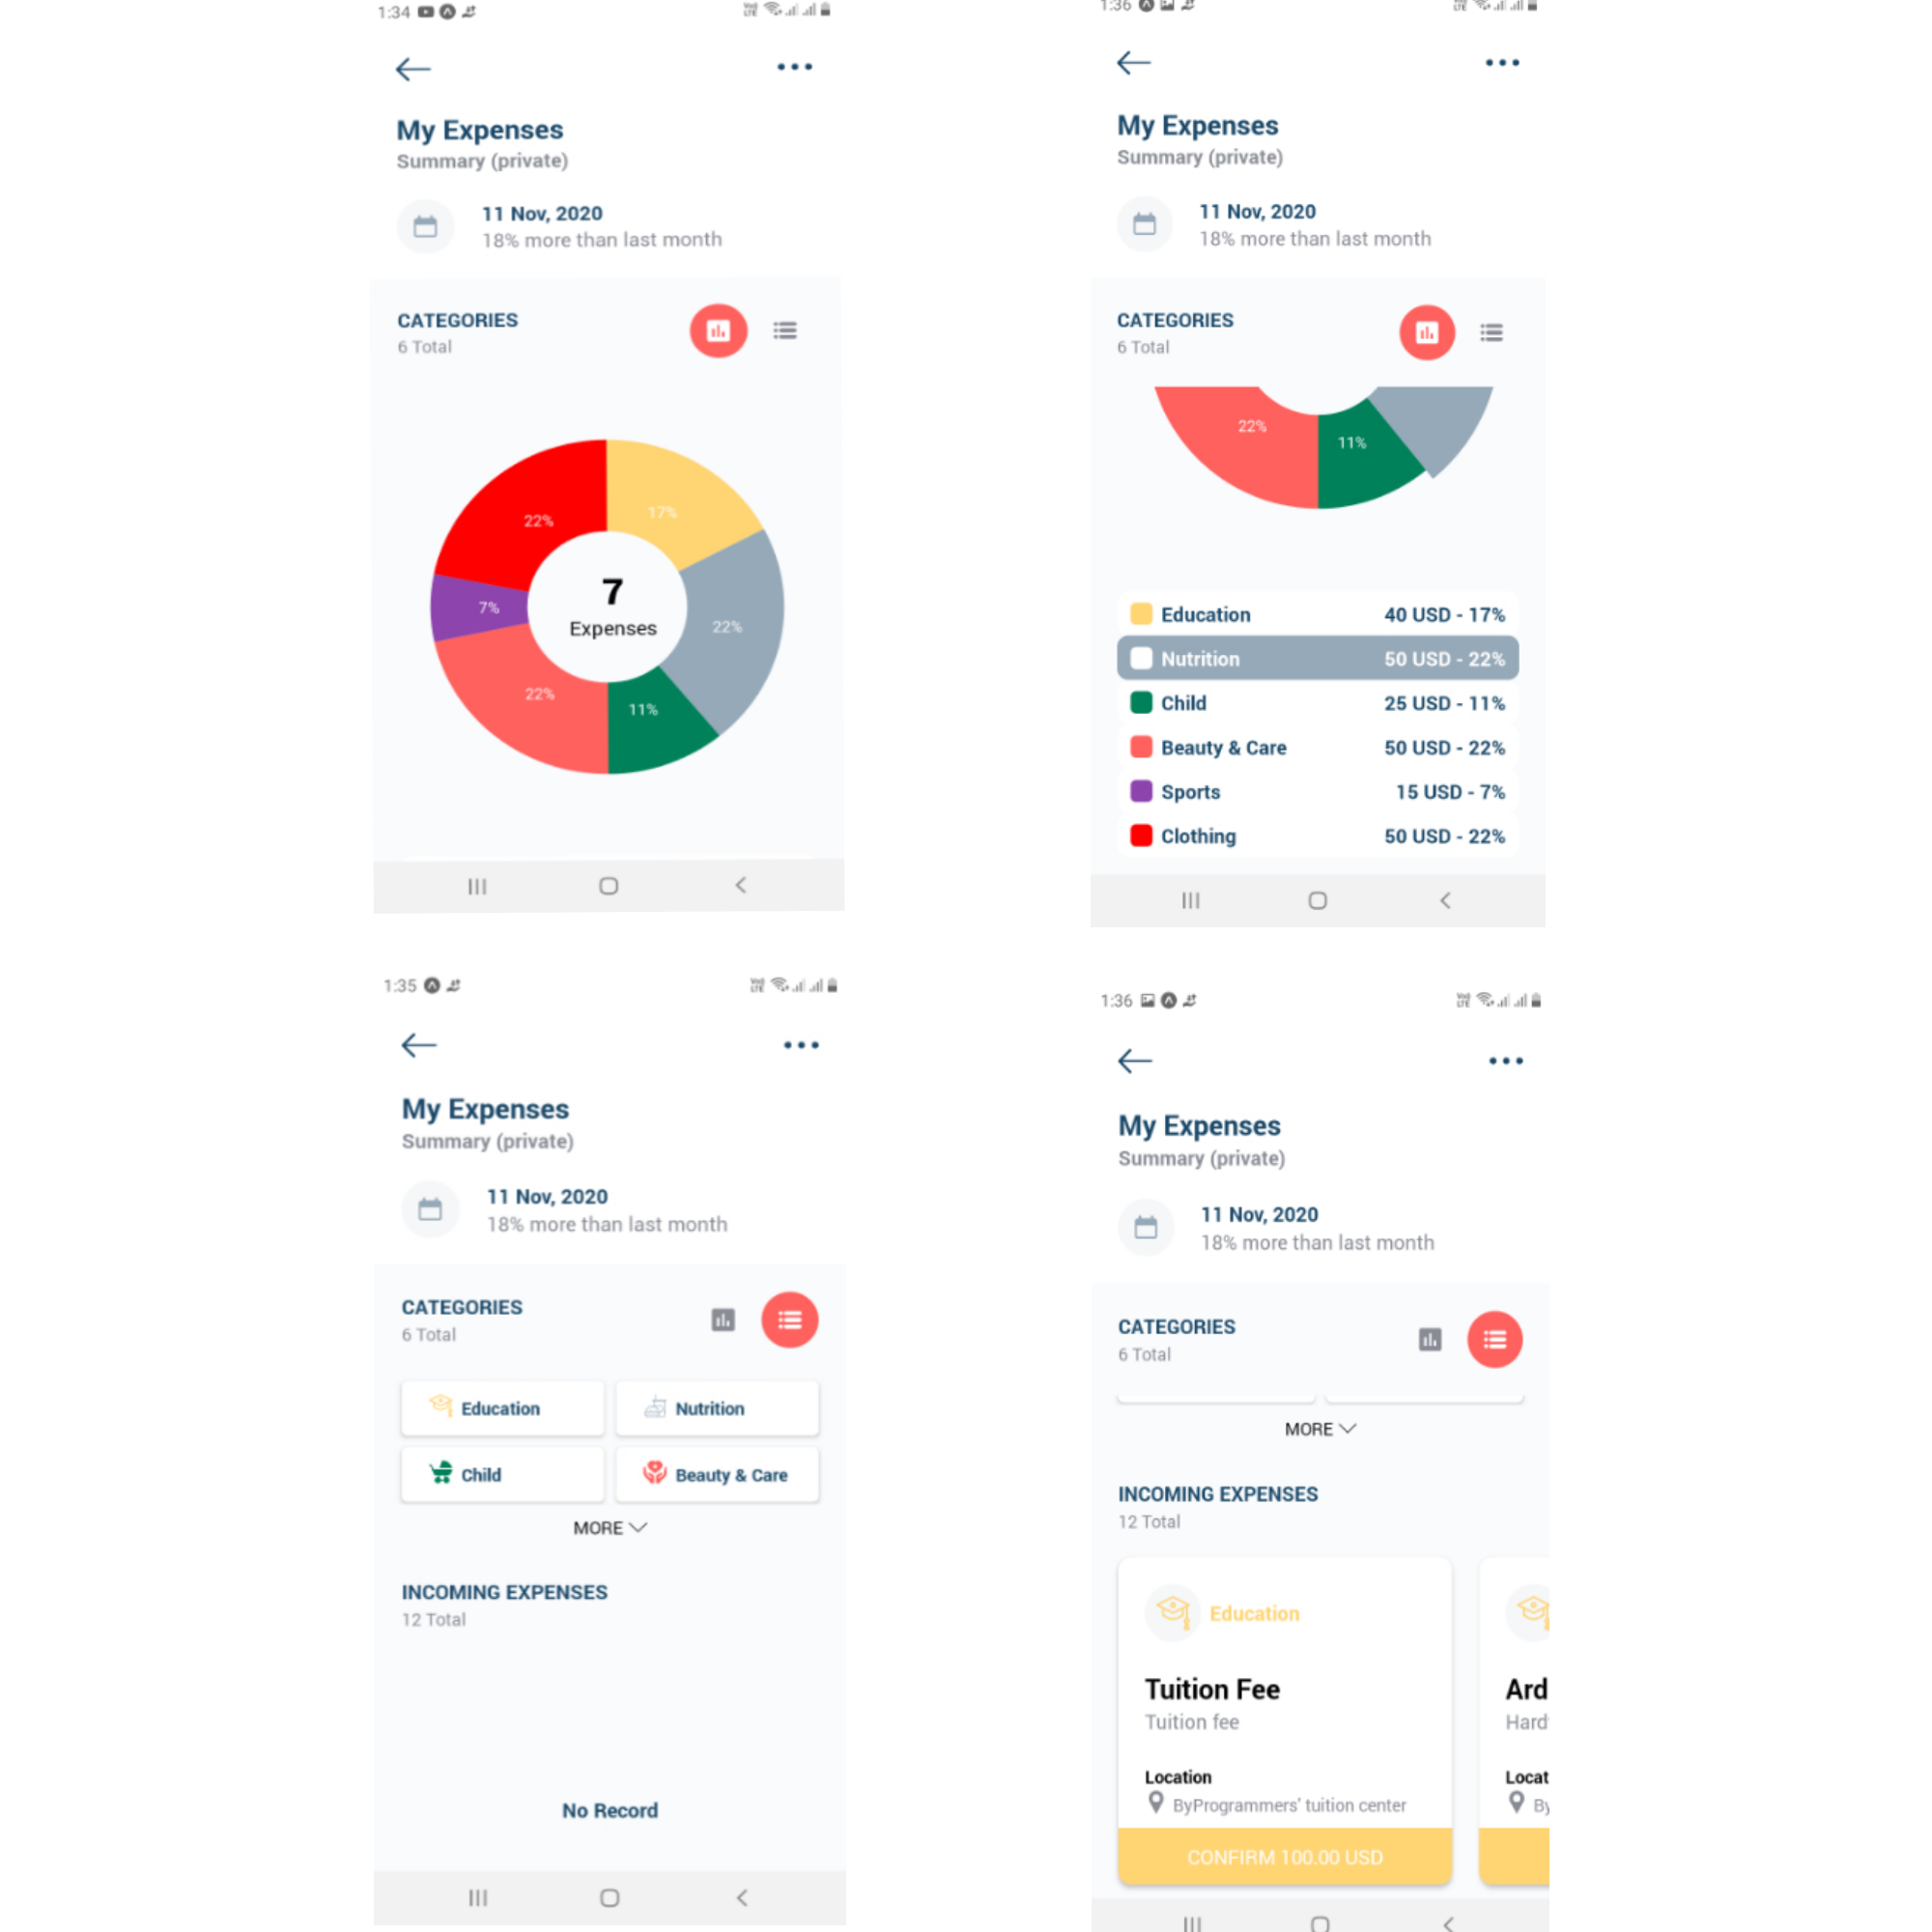 1:34
My Expenses
Summary (private)
11 Nov, 2020
18% more than last month
CATEGORIES
6 Total
22%
17%
7%
7
Expenses
22%
22%
11%
1:36
My Expenses
Summary (private)
11 Nov, 2020
18% more than last month
CATEGORIES
6 Total
22%
11%
Education 40 USD - 17%
Nutrition 50 USD - 22%
Child 25 USD - 11%
Beauty & Care 50 USD - 22%
Sports 15 USD - 7%
Clothing 50 USD - 22%
1:35
My Expenses
Summary (private)
11 Nov, 2020
18% more than last month
CATEGORIES
6 Total
Education Nutrition
Child Beauty & Care
MORE
INCOMING EXPENSES
12 Total
No Record
1:36
My Expenses
Summary (private)
11 Nov, 2020
18% more than last month
CATEGORIES
6 Total
MORE
INCOMING EXPENSES
12 Total
Education
Tuition Fee Ard
Tuition fee Hard
Location Locat
ByProgrammers' tuition center By
CONFIRM 100.00 USD